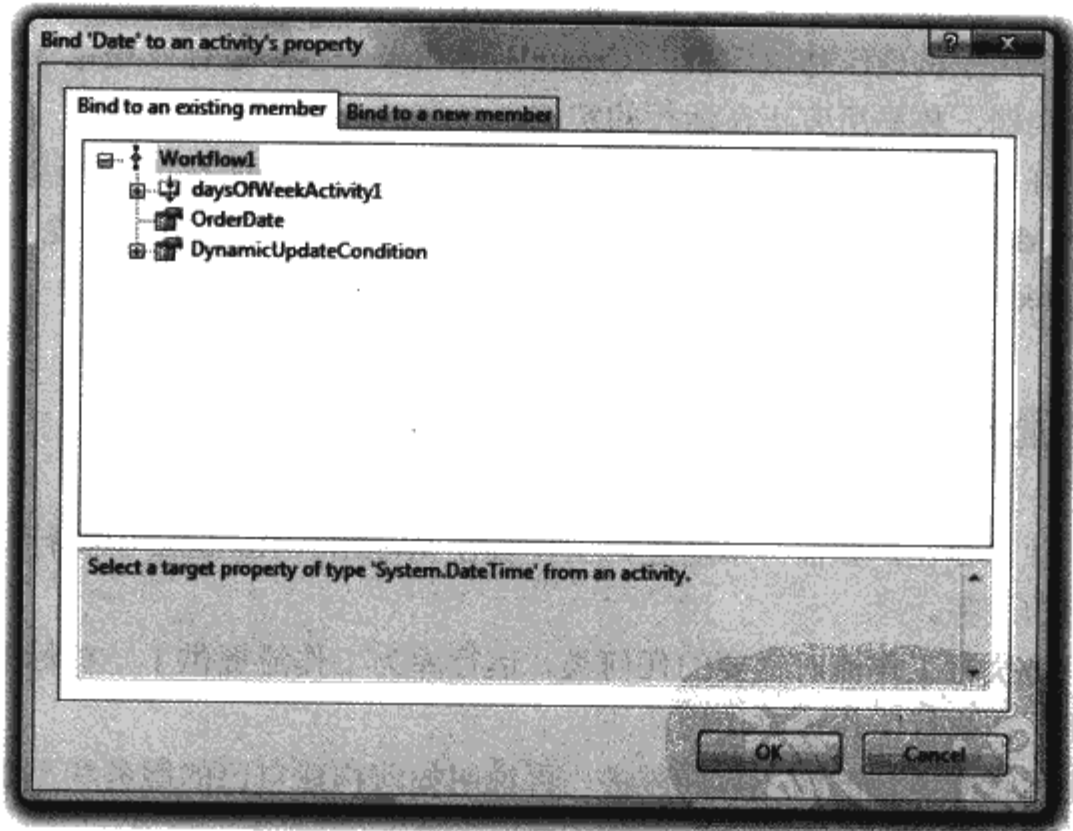 Bind 'Date' to an activity's property
Bind to an existing member
Bind to a new member
Workflow1
daysOfWeekActivity1
OrderDate
DynamicUpdateCondition
Select a target property of type 'System.DateTime' from an activity.
OK
Cancel